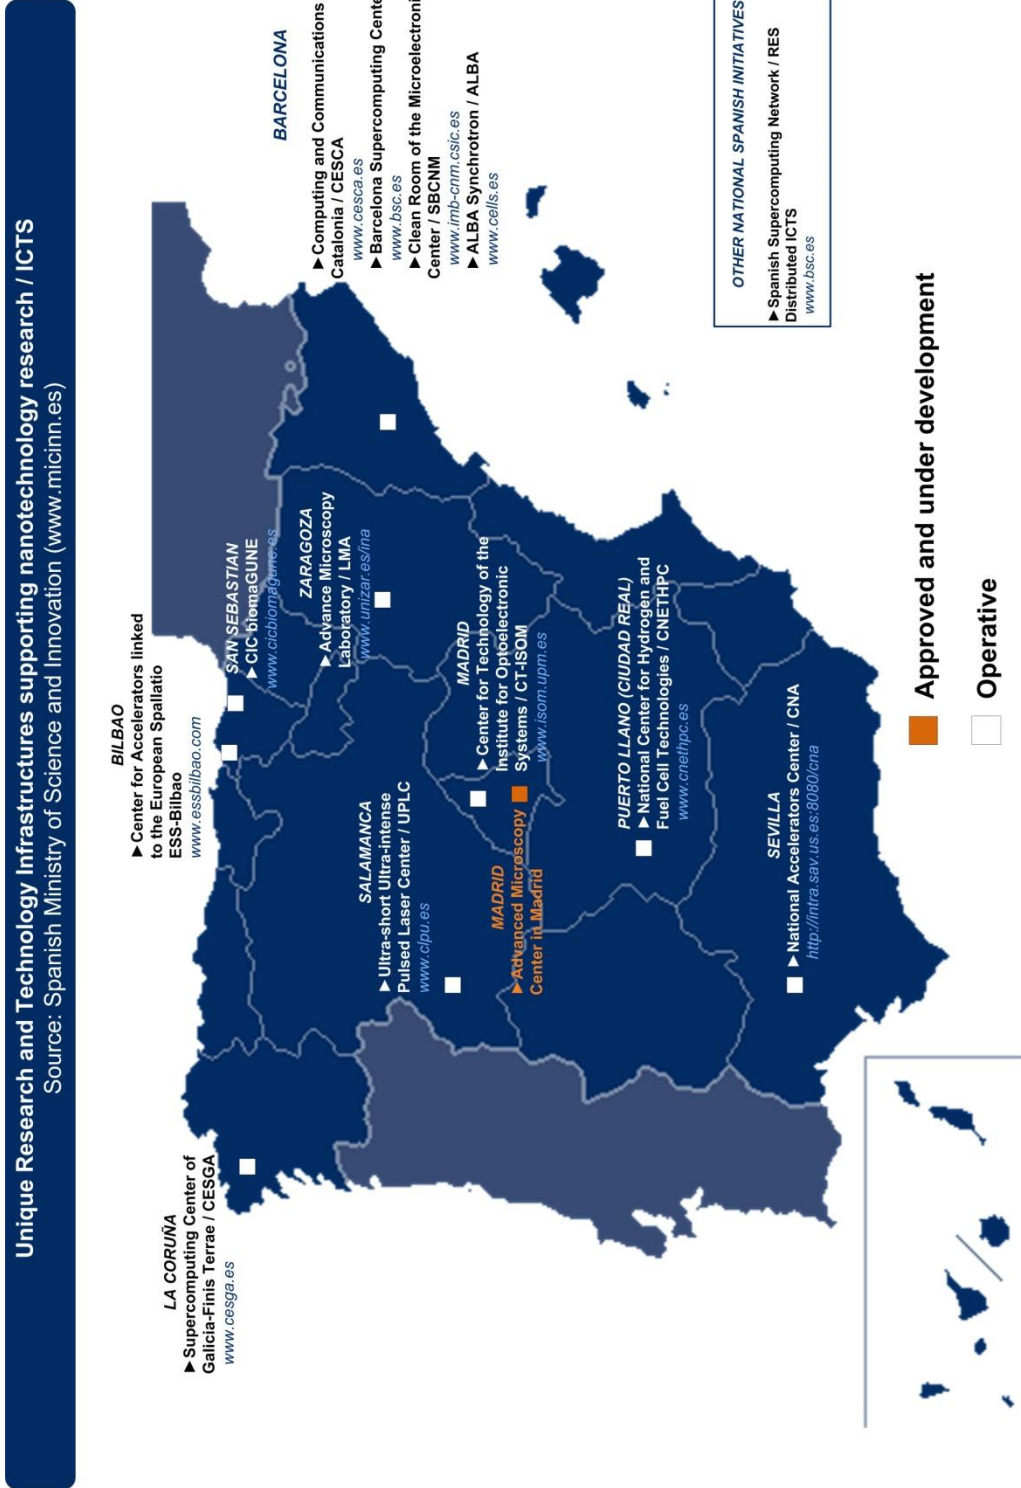 Unique Research and Technology Infrastructures supporting nanotechnology research / ICTS
Source: Spanish Ministry of Science and Innovation (www.micinn.es)
LA CORUÑA
►Supercomputing Center of
Galicia-Finis Terrae / CESGA
www.cesga.es
BILBAO
►Center for Accelerators linked
to the European Spallatio
ESS-Bilbao
www.essbilbao.com
SAN SEBASTIAN
►CIC biomaGUNE
www.cicbiomagune.es
ZARAGOZA
►Advance Microscopy
Laboratory / LMA
www.unizar.es/ina
BARCELONA
►Computing and Communications
Catalonia / CESCA
www.cesca.es
►Barcelona Supercomputing Cente
www.bsc.es
►Clean Room of the Microelectroni
Center / SBCNM
www.imb-cnm.csic.es
►ALBA Synchrotron / ALBA
www.cells.es
SALAMANCA
►Ultra-short Ultra-intense
Pulsed Laser Center / UPLC
www.clpu.es
MADRID
►Center for Technology of the
Institute for Optoelectronic
Systems / CT-ISOM
www.isom.upm.es
MADRID
►Advanced Microscopy
Center in Madrid
PUERTO LLANO (CIUDAD REAL)
►National Center for Hydrogen and
Fuel Cell Technologies / CNETHPC
www.cnethpc.es
SEVILLA
►National Accelerators Center / CNA
http://intra.sav.us.es:8080/cna
OTHER NATIONAL SPANISH INITIATIVES
►Spanish Supercomputing Network / RES
Distributed ICTS
www.bsc.es
Approved and under development
Operative